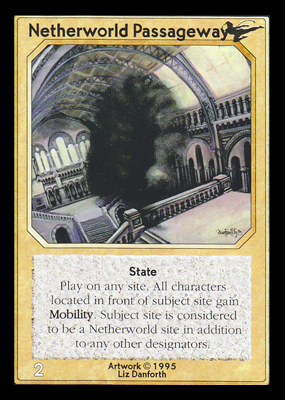 Netherworld Passageway
State
Play on any site. All characters
located in front of subject site gain
Mobility. Subject site is considered
to be a Netherworld site in addition
to any other designators.
2
Artwork © 1995
Liz Danforth